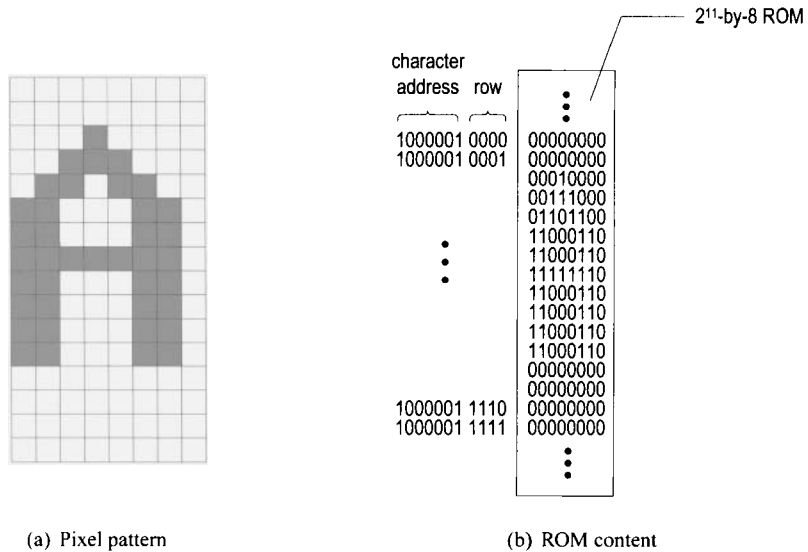 2¹¹-by-8 ROM
character
address row
1000001 0000 00000000
1000001 0001 00000000
00010000
00111000
01101100
11000110
11000110
11111110
11000110
11000110
11000110
11000110
00000000
00000000
1000001 1110 00000000
1000001 1111 00000000
(a) Pixel pattern
(b) ROM content